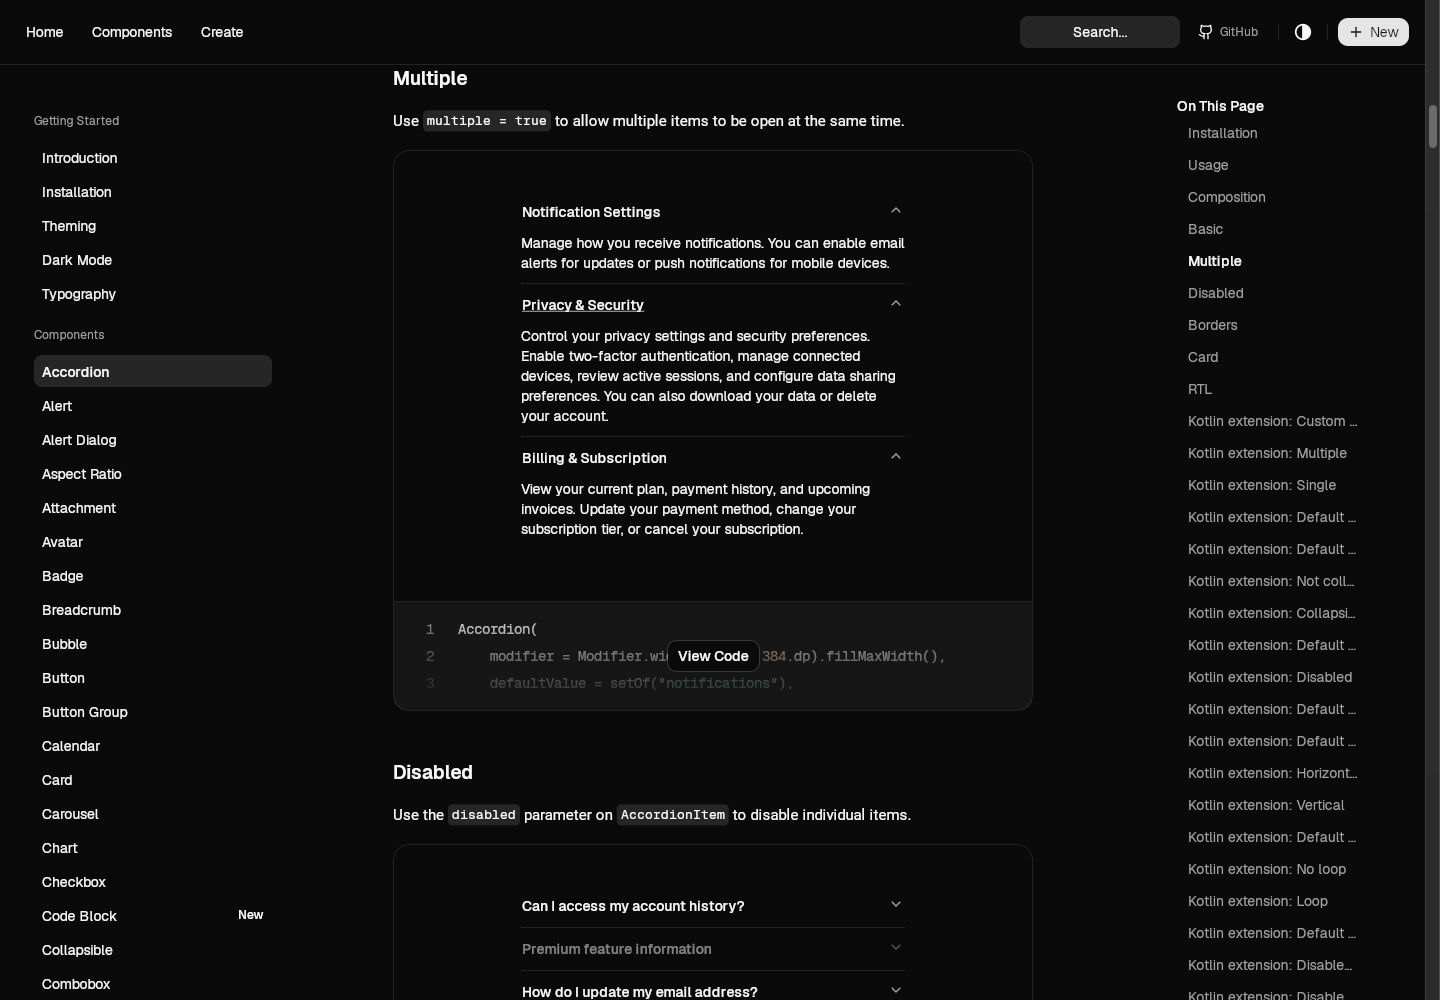 Home
Components
Create
Search...
GitHub
New
Getting Started
Introduction
Installation
Theming
Dark Mode
Typography
Components
Accordion
Alert
Alert Dialog
Aspect Ratio
Attachment
Avatar
Badge
Breadcrumb
Bubble
Button
Button Group
Calendar
Card
Carousel
Chart
Checkbox
Code Block New
Collapsible
Combobox
Multiple
Use multiple = true to allow multiple items to be open at the same time.
Notification Settings
Manage how you receive notifications. You can enable email
alerts for updates or push notifications for mobile devices.
Privacy & Security
Control your privacy settings and security preferences.
Enable two-factor authentication, manage connected
devices, review active sessions, and configure data sharing
preferences. You can also download your data or delete
your account.
Billing & Subscription
View your current plan, payment history, and upcoming
invoices. Update your payment method, change your
subscription tier, or cancel your subscription.
1 Accordion(
2 modifier = Modifier.wi 384.dp).fillMaxWidth(),
View Code
3 defaultValue = setOf("notifications"),
Disabled
Use the disabled parameter on AccordionItem to disable individual items.
Can I access my account history?
Premium feature information
How do I update my email address?
On This Page
Installation
Usage
Composition
Basic
Multiple
Disabled
Borders
Card
RTL
Kotlin extension: Custom ...
Kotlin extension: Multiple
Kotlin extension: Single
Kotlin extension: Default ...
Kotlin extension: Default ...
Kotlin extension: Not coll...
Kotlin extension: Collapsi...
Kotlin extension: Default ...
Kotlin extension: Disabled
Kotlin extension: Default ...
Kotlin extension: Default ...
Kotlin extension: Horizont...
Kotlin extension: Vertical
Kotlin extension: Default ...
Kotlin extension: No loop
Kotlin extension: Loop
Kotlin extension: Default ...
Kotlin extension: Disable...
Kotlin extension: Disable